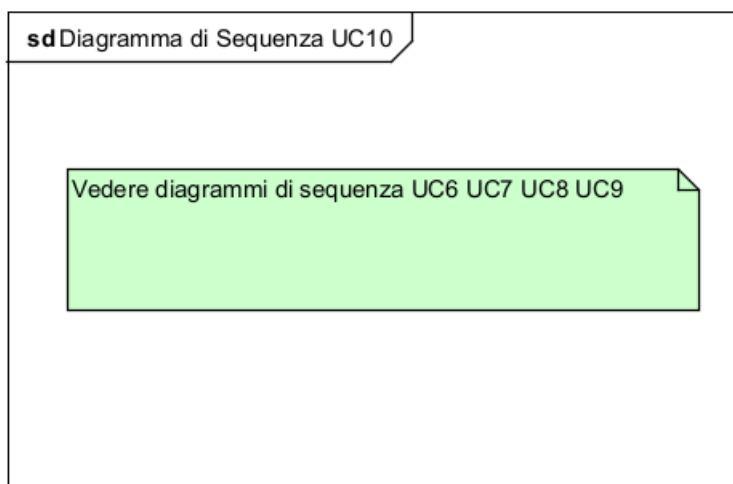 sd Diagramma di Sequenza UC10
Vedere diagrammi di sequenza UC6 UC7 UC8 UC9